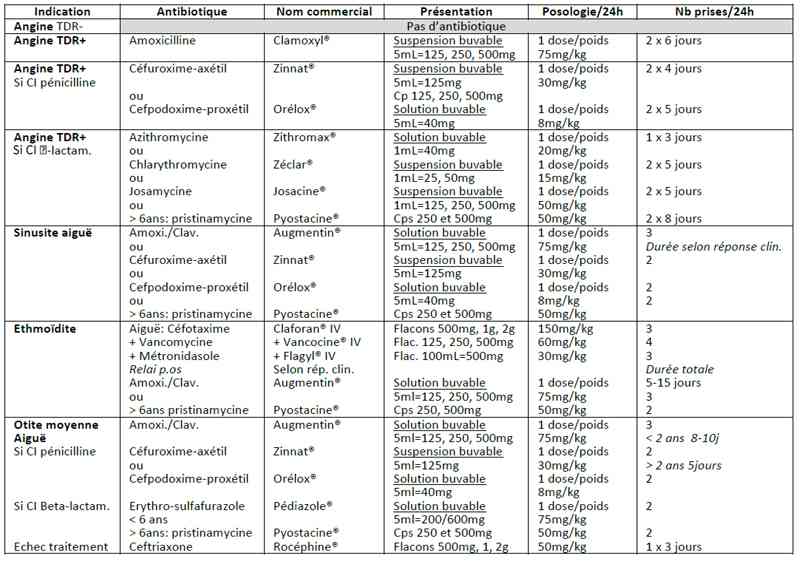 Indication Antibiotique Nom commercial Présentation Posologie/24h Nb prises/24h
Angine TDR- Pas d'antibiotique
Angine TDR+ Amoxicilline Clamoxyl® Suspension buvable 1 dose/poids 2 x 6 jours
5mL=125, 250, 500mg 75mg/kg
Angine TDR+ Céfuroxime-axétil Zinnat® Suspension buvable 1 dose/poids 2 x 4 jours
Si CI pénicilline 5mL=125mg 30mg/kg
ou Cp 125, 250, 500mg
Cefpodoxime-proxétil Orélox® Solution buvable 1 dose/poids 2 x 5 jours
5mL=40mg 8mg/kg
Angine TDR+ Azithromycine Zithromax® Solution buvable 1 dose/poids 1 x 3 jours
Si CI ⍰-lactam. ou 1mL=40mg 20mg/kg
Chlarythromycine Zéclar® Suspension buvable 1 dose/poids 2 x 5 jours
ou 1mL=25, 50mg 15mg/kg
Josamycine Josacine® Suspension buvable 1 dose/poids 2 x 5 jours
ou 1mL=125, 250, 500mg 50mg/kg
> 6ans: pristinamycine Pyostacine® Cps 250 et 500mg 50mg/kg 2 x 8 jours
Sinusite aiguë Amoxi./Clav. Augmentin® Solution buvable 1 dose/poids 3
ou 5mL=125, 250, 500mg 75mg/kg Durée selon réponse clin.
Céfuroxime-axétil Zinnat® Suspension buvable 1 dose/poids 2
ou 5mL=125mg 30mg/kg
Cefpodoxime-proxétil Orélox® Solution buvable 1 dose/poids 2
ou 5mL=40mg 8mg/kg 2
> 6ans: pristinamycine Pyostacine® Cps 250 et 500mg 50mg/kg
Ethmoïdite Aiguë: Céfotaxime Claforan® IV Flacons 500mg, 1g, 2g 150mg/kg 3
+ Vancomycine + Vancocine® IV Flac. 125, 250, 500mg 60mg/kg 4
+ Métronidasole + Flagyl® IV Flac. 100mL=500mg 30mg/kg 3
Relai p.os Selon rép. clin. Durée totale
Amoxi./Clav. Augmentin® Solution buvable 1 dose/poids 5-15 jours
ou 5ml=125, 250, 500mg 75mg/kg 3
> 6ans pristinamycine Pyostacine® Cps 250, 500mg 50mg/kg 2
Otite moyenne Amoxi./Clav. Augmentin® Solution buvable 1 dose/poids 3
Aiguë 5ml=125, 250, 500mg 75mg/kg < 2 ans 8-10j
Si CI pénicilline Céfuroxime-axétil Zinnat® Suspension buvable 1 dose/poids 2
ou 5ml=125mg 30mg/kg > 2 ans 5jours
Cefpodoxime-proxétil Orélox® Solution buvable 1 dose/poids 2
5ml=40mg 8mg/kg
Si CI Beta-lactam. Erythro-sulfafurazole Pédiazole® Solution buvable 1 dose/poids 2
< 6 ans 5ml=200/600mg 75mg/kg
> 6ans: pristinamycine Pyostacine® Cps 250 et 500mg 50mg/kg 2
Echec traitement Ceftriaxone Rocéphine® Flacons 500mg, 1, 2g 50mg/kg 1 x 3 jours